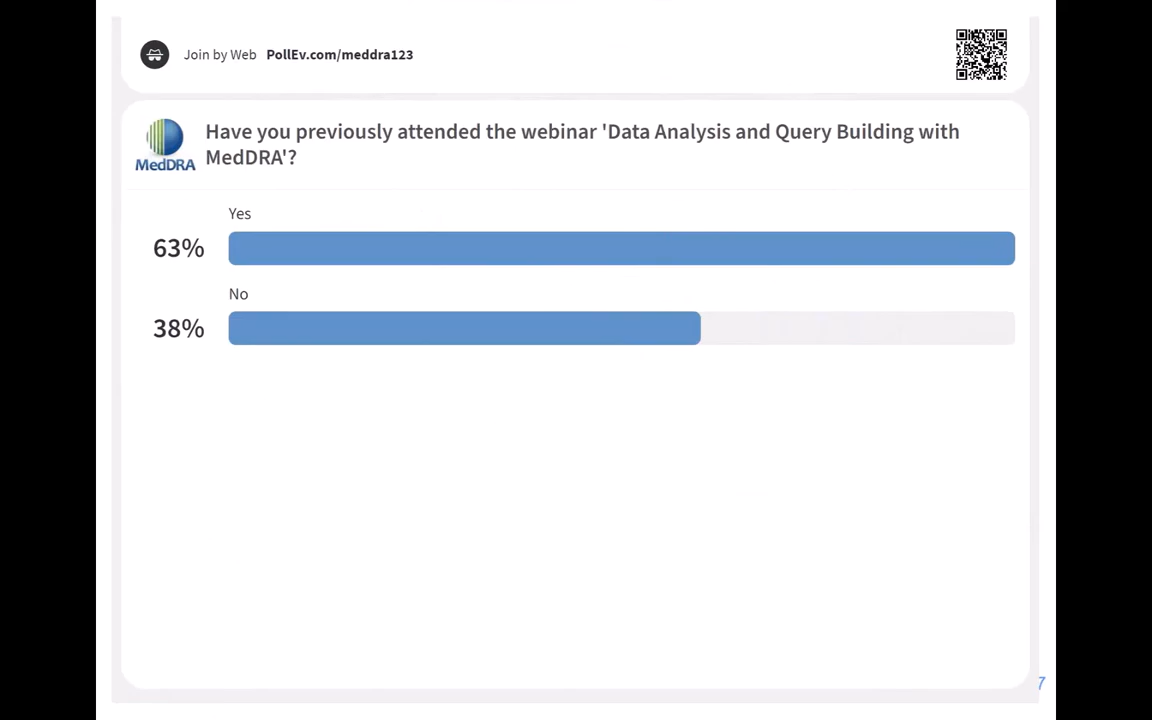 Join by Web PollEv.com/meddra123
MedDRA
Have you previously attended the webinar 'Data Analysis and Query Building with
MedDRA'?
Yes
63%
No
38%
7